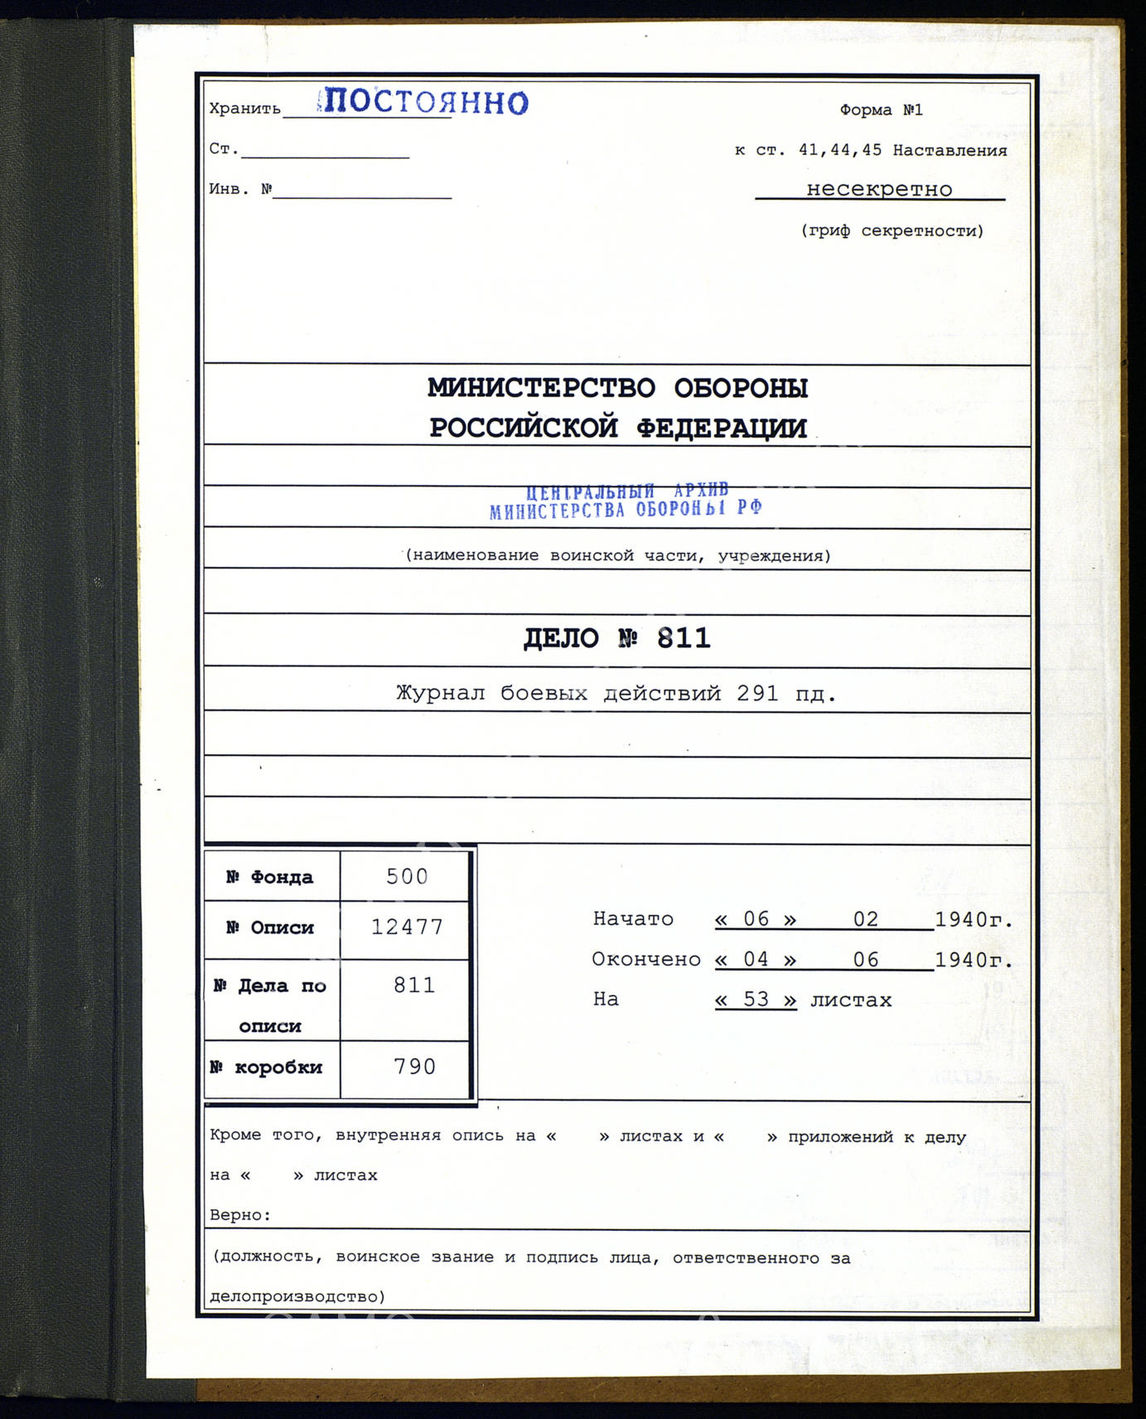 Хранить ПОСТОЯННО
Форма №1
Ст.
к ст. 41,44,45 Наставления
Инв. №
несекретно
(гриф секретности)
МИНИСТЕРСТВО ОБОРОНЫ
РОССИЙСКОЙ ФЕДЕРАЦИИ
ЦЕНТРАЛЬНЫЙ АРХИВ
МИНИСТЕРСТВА ОБОРОНЫ РФ
(наименование воинской части, учреждения)
ДЕЛО № 811
Журнал боевых действий 291 пд.
№ Фонда 500
№ Описи 12477
№ Дела по описи 811
№ коробки 790
Начато « 06 » 02 1940г.
Окончено « 04 » 06 1940г.
На « 53 » листах
Кроме того, внутренняя опись на « » листах и « » приложений к делу
на « » листах
Верно:
(должность, воинское звание и подпись лица, ответственного за
делопроизводство)